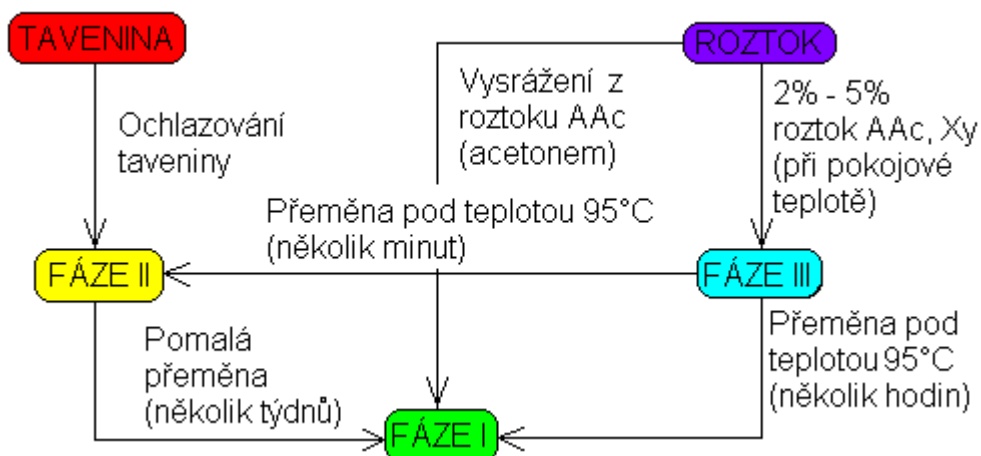 TAVENINA
ROZTOK
Ochlazování
taveniny
Vysrážení z
roztoku AAc
(acetonem)
2% - 5%
roztok AAc, Xy
(při pokojové
teplotě)
Přeměna pod teplotou 95°C
(několik minut)
FÁZE II
FÁZE III
Pomalá
přeměna
(několik týdnů)
Přeměna pod
teplotou 95°C
(několik hodin)
FÁZE I